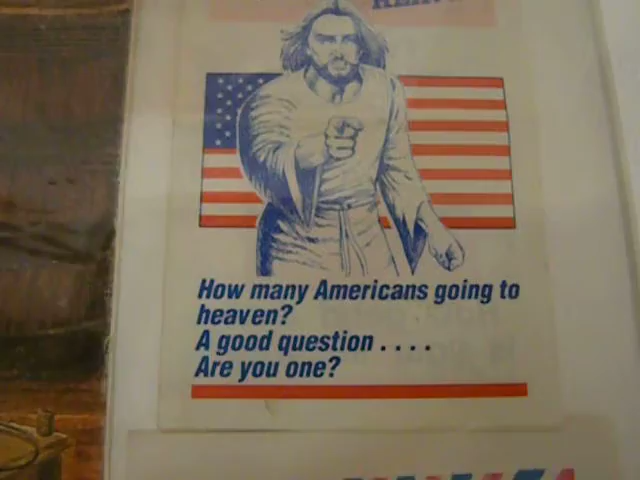 How many Americans going to
heaven?
A good question . . . .
Are you one?